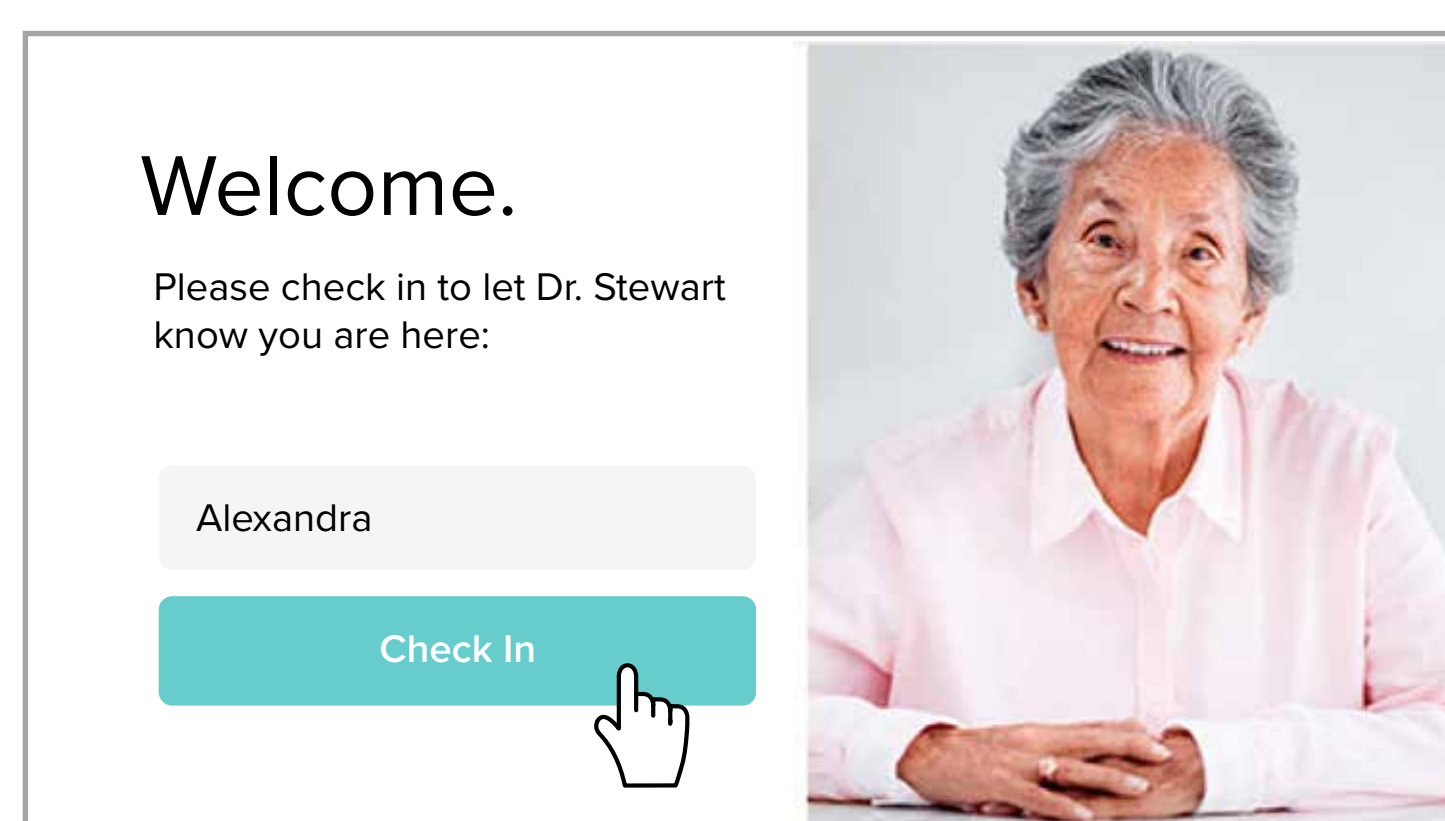 Welcome.
Please check in to let Dr. Stewart
know you are here:
Alexandra
Check In